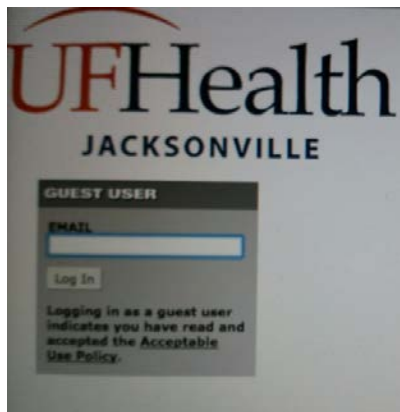 UFHealth
JACKSONVILLE
GUEST USER
EMAIL
Log In
Logging in as a guest user
indicates you have read and
accepted the Acceptable
Use Policy.